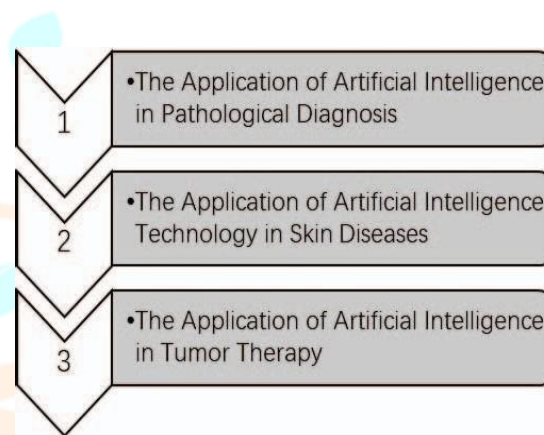 1
•The Application of Artificial Intelligence
in Pathological Diagnosis
2
•The Application of Artificial Intelligence
Technology in Skin Diseases
3
•The Application of Artificial Intelligence
in Tumor Therapy